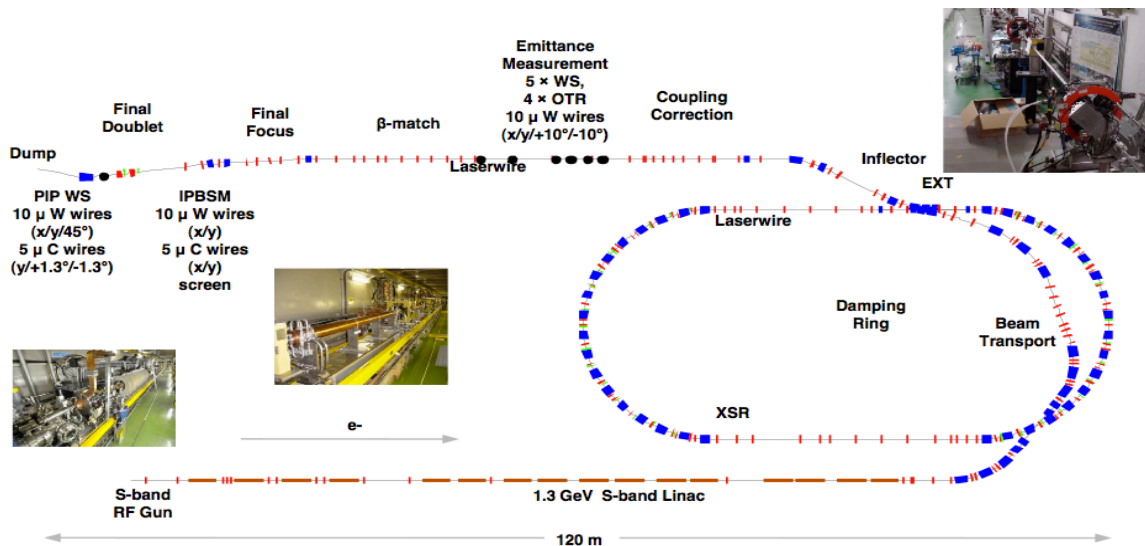 Emittance
Measurement
5 × WS,
4 × OTR
10 µ W wires
(x/y/+10°/-10°)
Coupling
Correction
Final
Doublet
Final
Focus
β-match
Dump
Laserwire
Inflector
EXT
PIP WS
10 µ W wires
(x/y/45°)
5 µ C wires
(y/+1.3°/-1.3°)
IPBSM
10 µ W wires
(x/y)
5 µ C wires
(x/y)
screen
Laserwire
Damping
Ring
Beam
Transport
XSR
e-
S-band
RF Gun
1.3 GeV S-band Linac
120 m